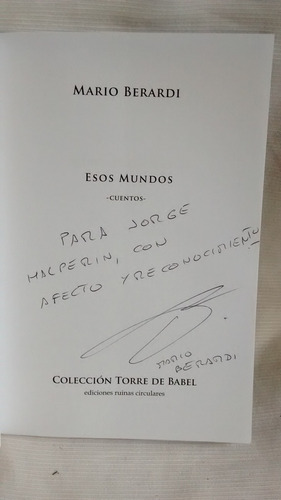 MARIO BERARDI
ESOS MUNDOS
-CUENTOS-
PARA JORGE
HALPERIN, CON
AFECTO Y RECONOCIMIENTO
MARIO
BERARDI
COLECCIÓN TORRE DE BABEL
ediciones ruinas circulares